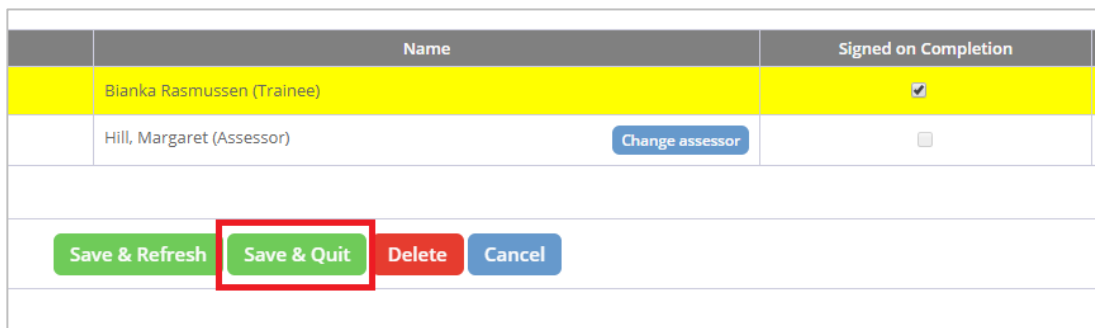 Name Signed on Completion
Bianka Rasmussen (Trainee)
Hill, Margaret (Assessor) Change assessor
Save & Refresh Save & Quit Delete Cancel